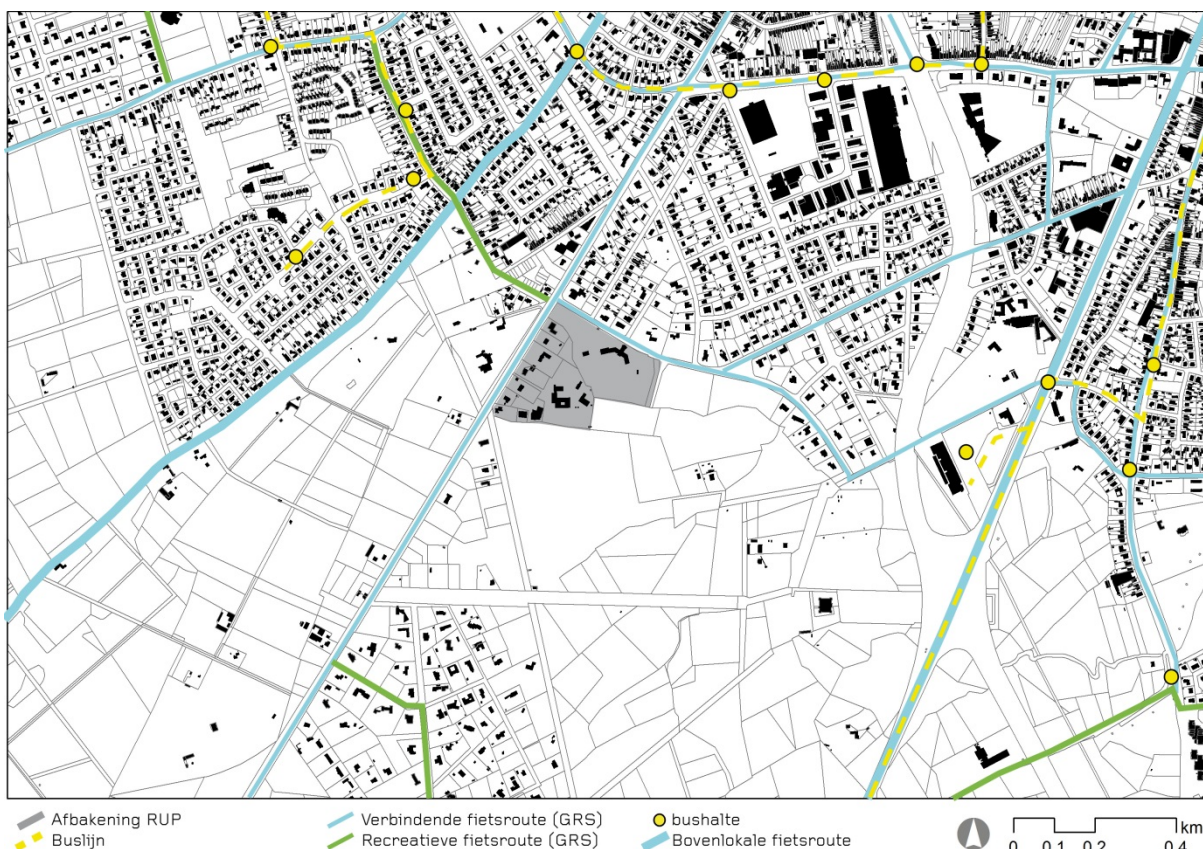 Afbakening RUP
Buslijn
Verbindende fietsroute (GRS)
Recreatieve fietsroute (GRS)
bushalte
Bovenlokale fietsroute
km
0 0.1 0.2 0.4